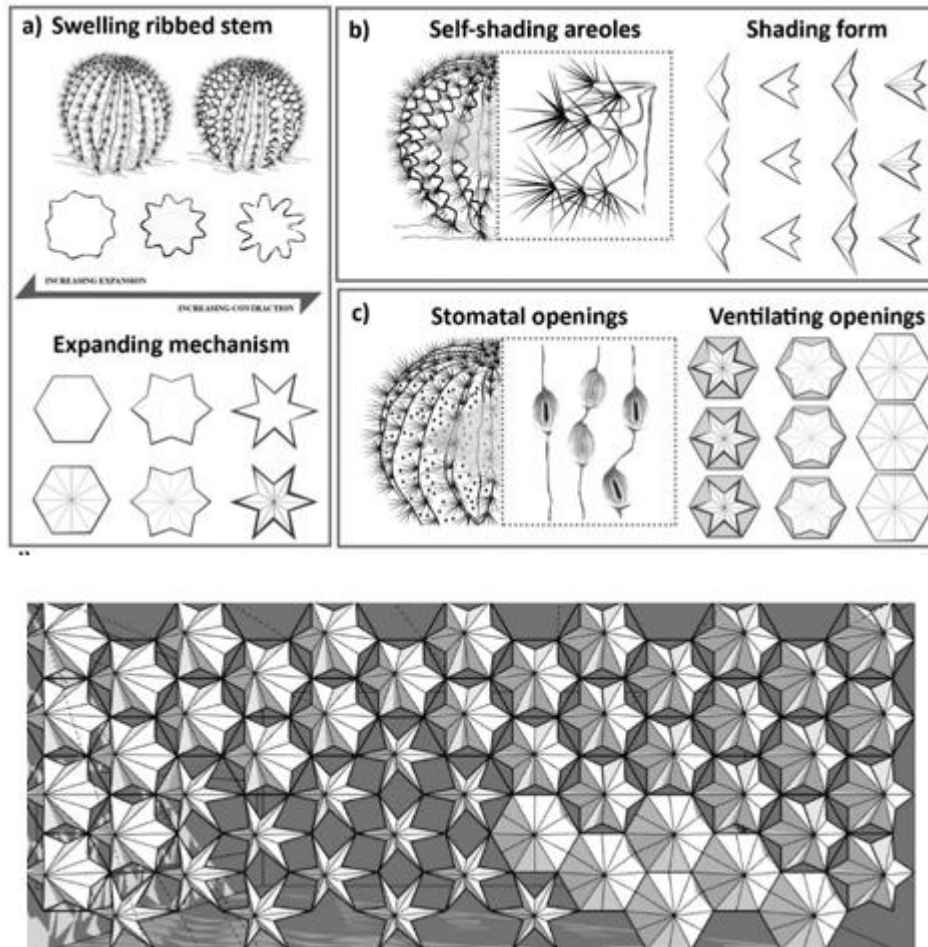 a) Swelling ribbed stem
INCREASING EXPANSION
INCREASING CONTRACTION
Expanding mechanism
b) Self-shading areoles Shading form
c) Stomatal openings Ventilating openings